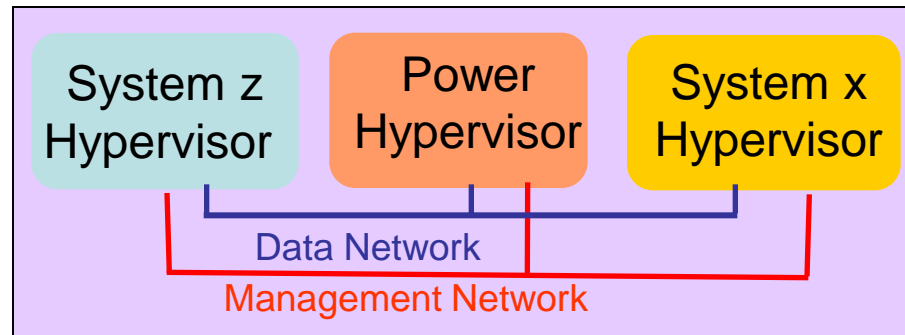 System z
Hypervisor
Power
Hypervisor
System x
Hypervisor
Data Network
Management Network